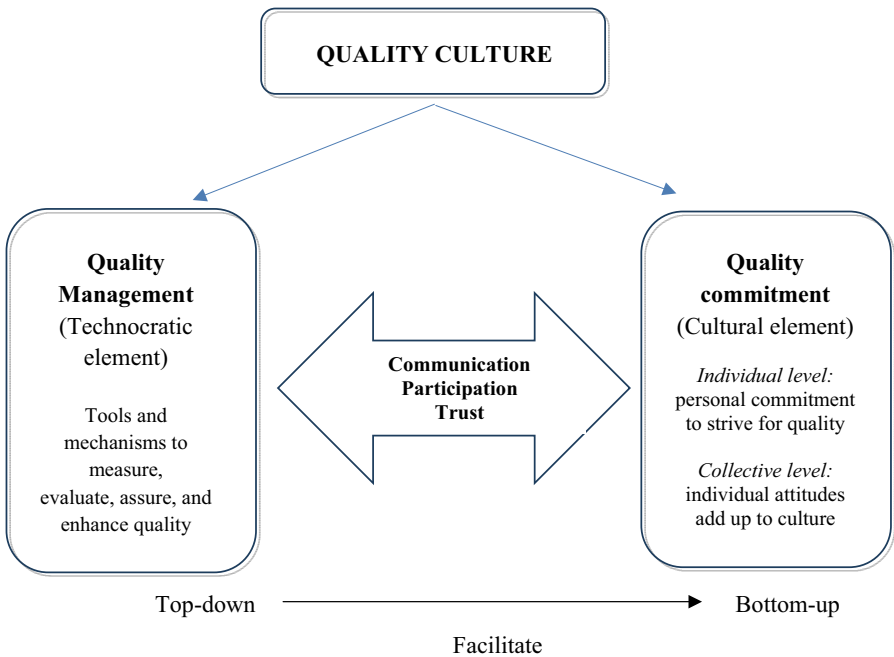 QUALITY CULTURE
Quality
Management
(Technocratic
element)
Tools and
mechanisms to
measure,
evaluate, assure, and
enhance quality
Communication
Participation
Trust
Quality
commitment
(Cultural element)
Individual level:
personal commitment
to strive for quality
Collective level:
individual attitudes
add up to culture
Top-down
Bottom-up
Facilitate